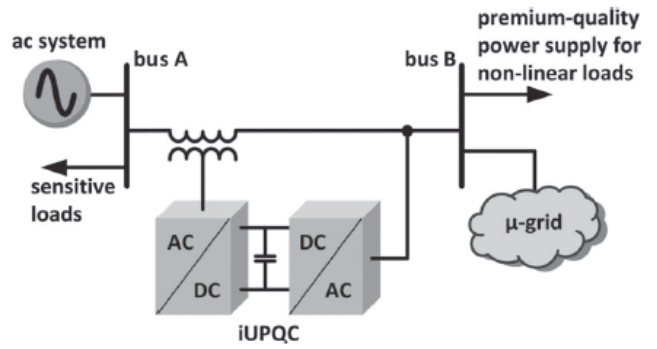 ac system
bus A
bus B
premium-quality
power supply for
non-linear loads
sensitive
loads
μ-grid
AC
DC
DC
AC
iUPQC